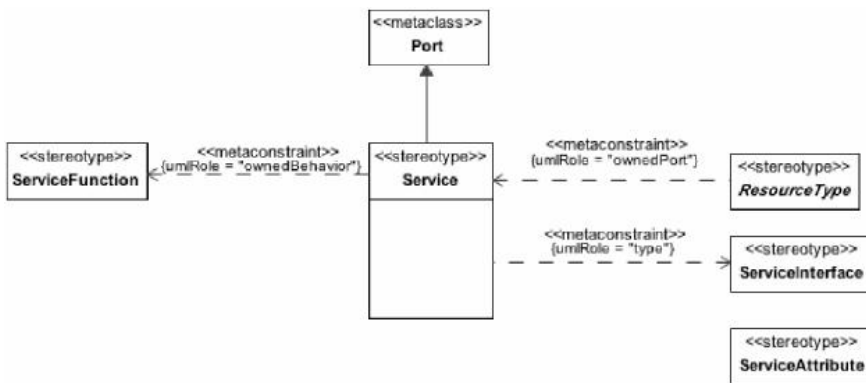 <<metaclass>>
Port
<<stereotype>>
ServiceFunction
<<metaconstraint>>
{umlRole = "ownedBehavior"}
<<stereotype>>
Service
<<metaconstraint>>
{umlRole = "ownedPort"}
<<stereotype>>
ResourceType
<<metaconstraint>>
{umlRole = "type"}
<<stereotype>>
ServiceInterface
<<stereotype>>
ServiceAttribute